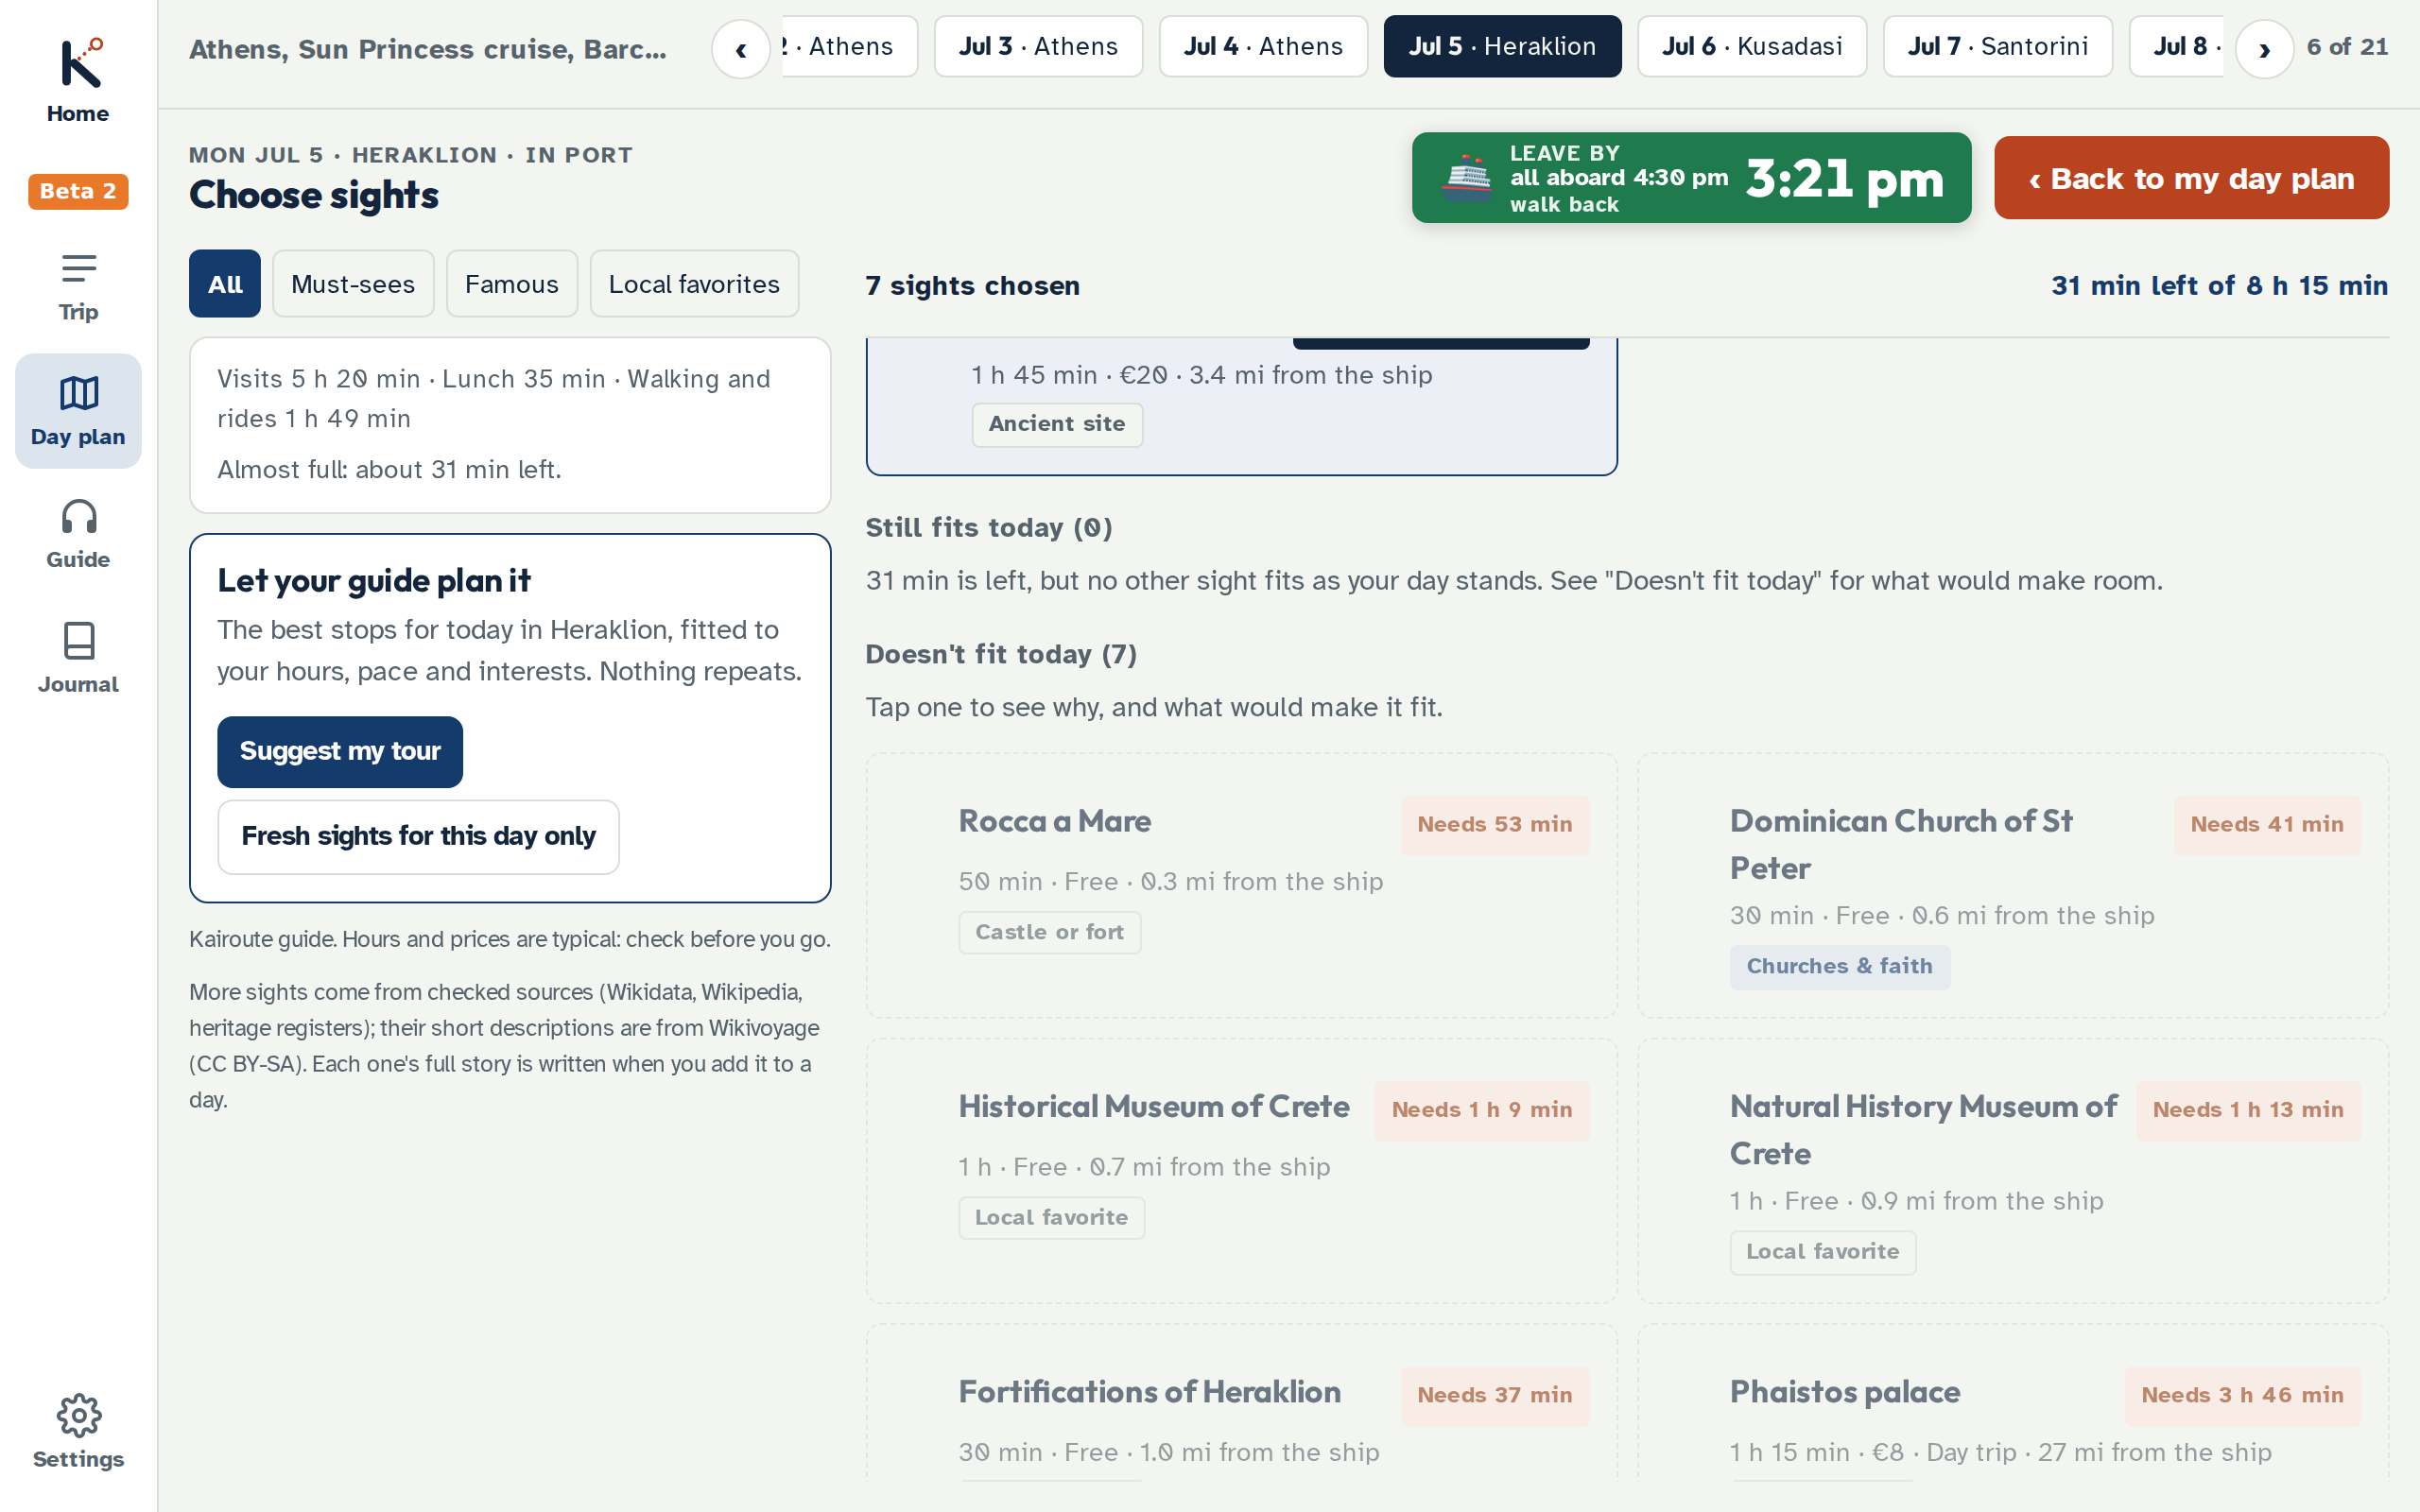 Home
Beta 2
Trip
Day plan
Guide
Journal
Settings
Athens, Sun Princess cruise, Barc...
‹
2 · Athens
Jul 3 · Athens
Jul 4 · Athens
Jul 5 · Heraklion
Jul 6 · Kusadasi
Jul 7 · Santorini
Jul 8 ·
›
6 of 21
MON JUL 5 · HERAKLION · IN PORT
Choose sights
LEAVE BY
all aboard 4:30 pm
walk back
3:21 pm
‹ Back to my day plan
All
Must-sees
Famous
Local favorites
Visits 5 h 20 min · Lunch 35 min · Walking and
rides 1 h 49 min
Almost full: about 31 min left.
Let your guide plan it
The best stops for today in Heraklion, fitted to
your hours, pace and interests. Nothing repeats.
Suggest my tour
Fresh sights for this day only
Kairoute guide. Hours and prices are typical: check before you go.
More sights come from checked sources (Wikidata, Wikipedia,
heritage registers); their short descriptions are from Wikivoyage
(CC BY-SA). Each one's full story is written when you add it to a
day.
7 sights chosen
31 min left of 8 h 15 min
1 h 45 min · €20 · 3.4 mi from the ship
Ancient site
Still fits today (0)
31 min is left, but no other sight fits as your day stands. See "Doesn't fit today" for what would make room.
Doesn't fit today (7)
Tap one to see why, and what would make it fit.
Rocca a Mare
Needs 53 min
50 min · Free · 0.3 mi from the ship
Castle or fort
Dominican Church of St
Peter
Needs 41 min
30 min · Free · 0.6 mi from the ship
Churches & faith
Historical Museum of Crete
Needs 1 h 9 min
1 h · Free · 0.7 mi from the ship
Local favorite
Natural History Museum of
Crete
Needs 1 h 13 min
1 h · Free · 0.9 mi from the ship
Local favorite
Fortifications of Heraklion
Needs 37 min
30 min · Free · 1.0 mi from the ship
Phaistos palace
Needs 3 h 46 min
1 h 15 min · €8 · Day trip · 27 mi from the ship